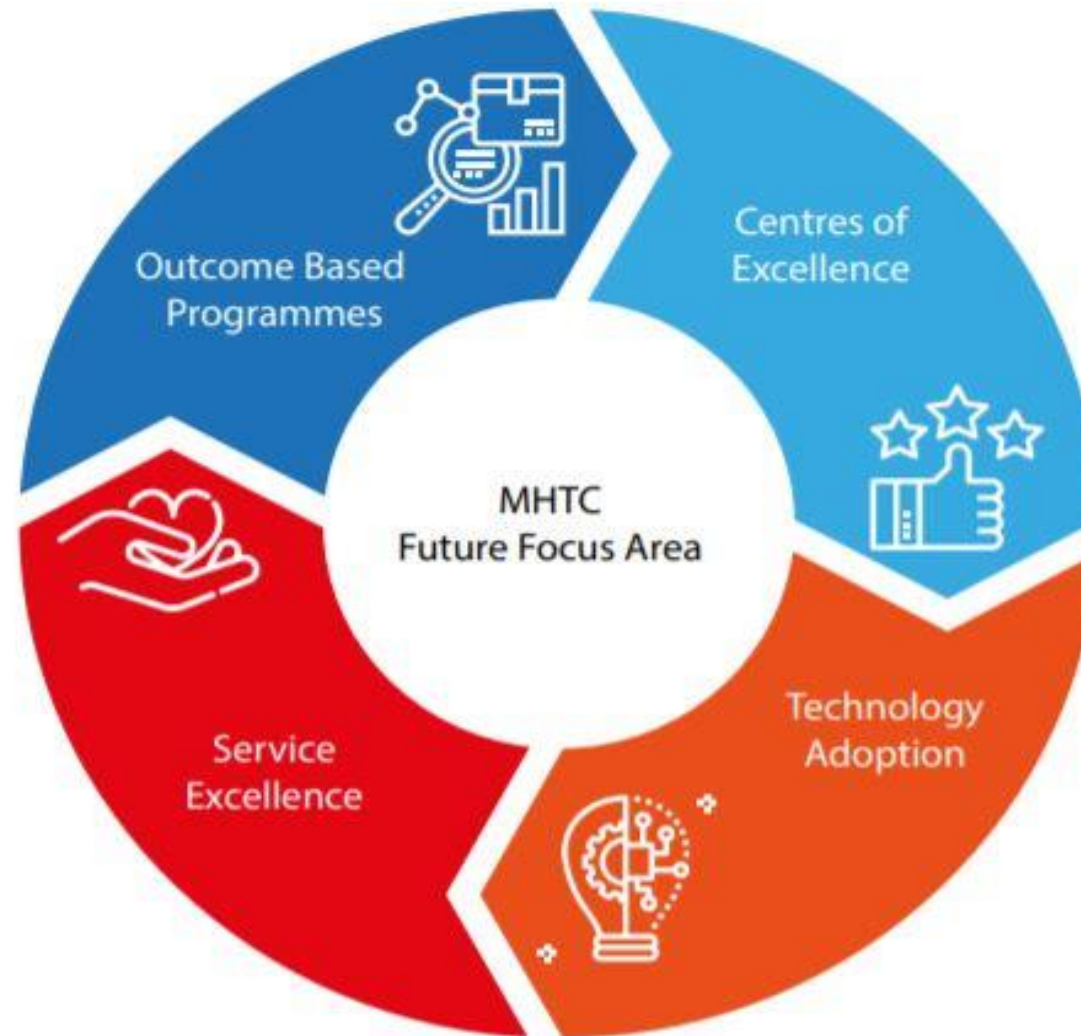 Outcome Based
Programmes
Centres of
Excellence
MHTC
Future Focus Area
Technology
Adoption
Service
Excellence